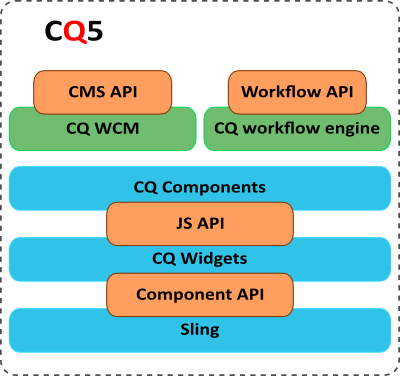 CQ5
CMS API
Workflow API
CQ WCM
CQ workflow engine
CQ Components
JS API
CQ Widgets
Component API
Sling